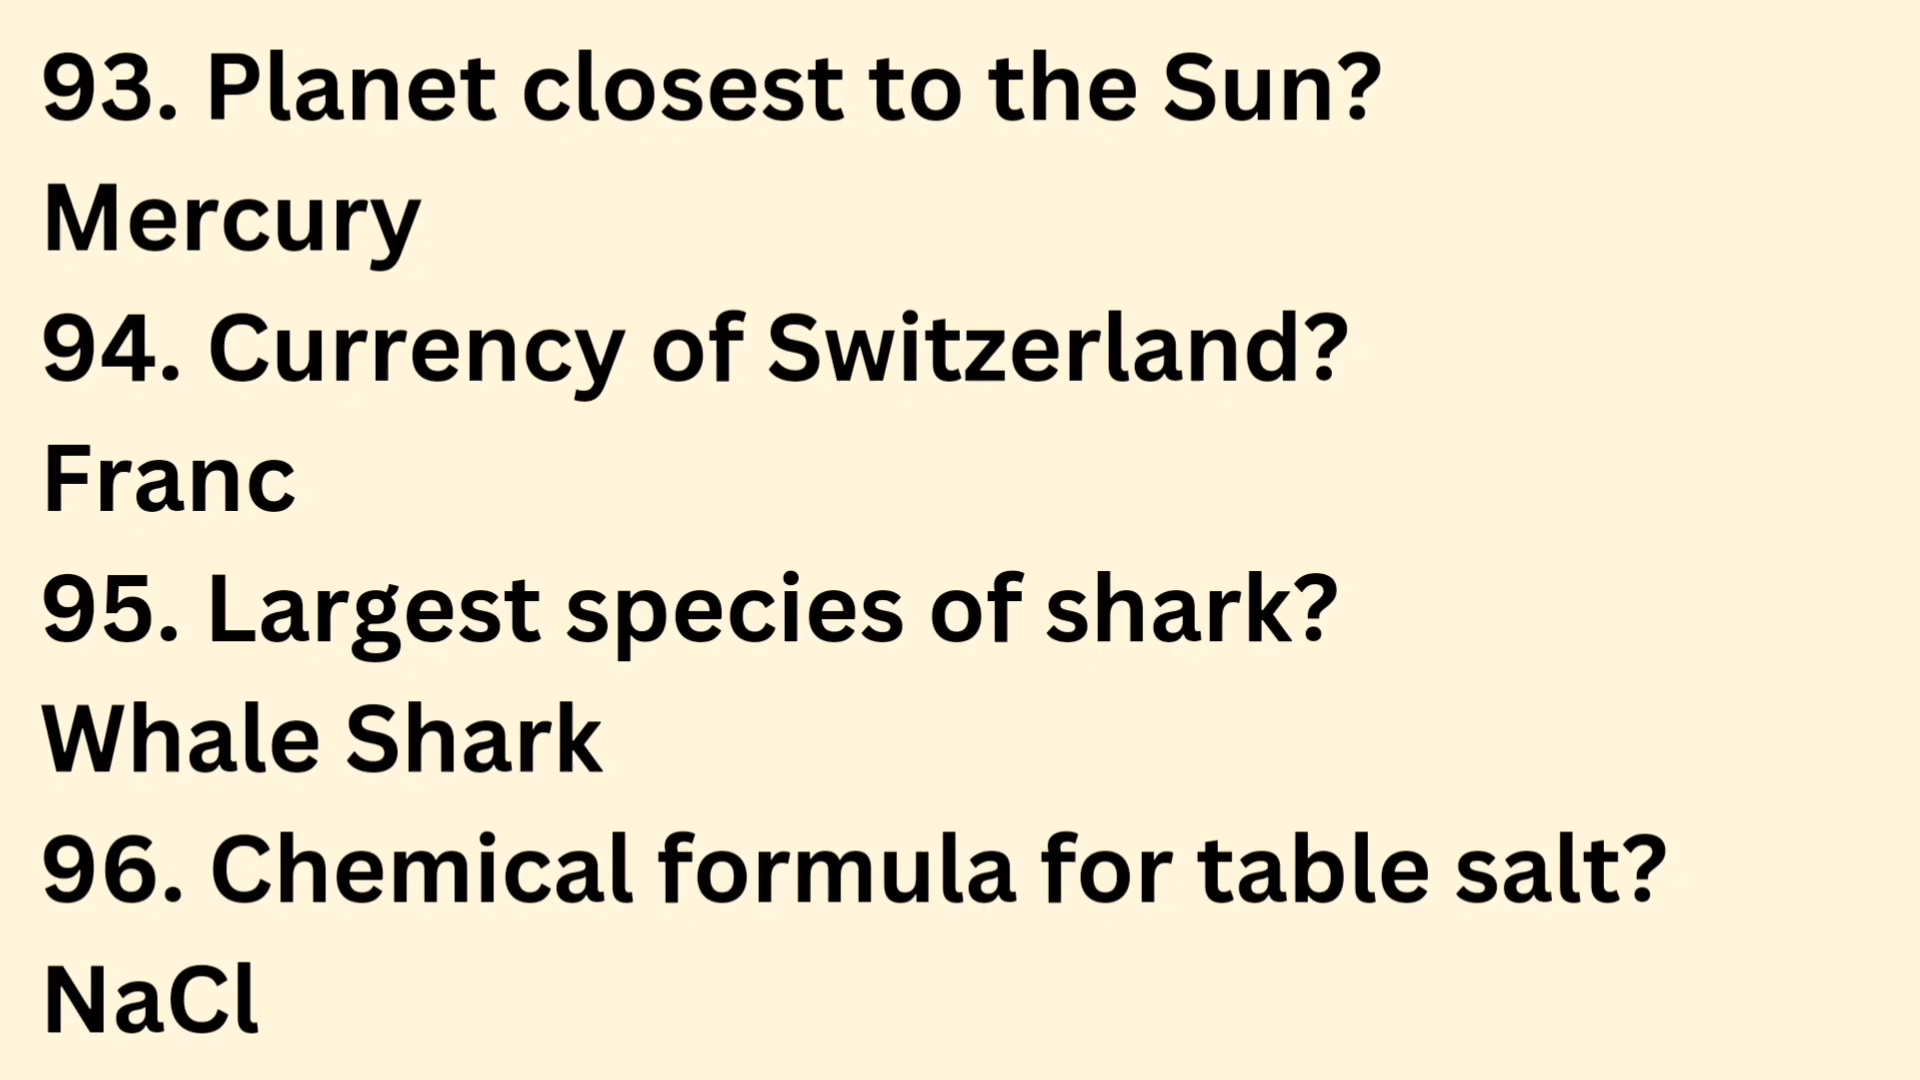 93. Planet closest to the Sun?
Mercury
94. Currency of Switzerland?
Franc
95. Largest species of shark?
Whale Shark
96. Chemical formula for table salt?
NaCl